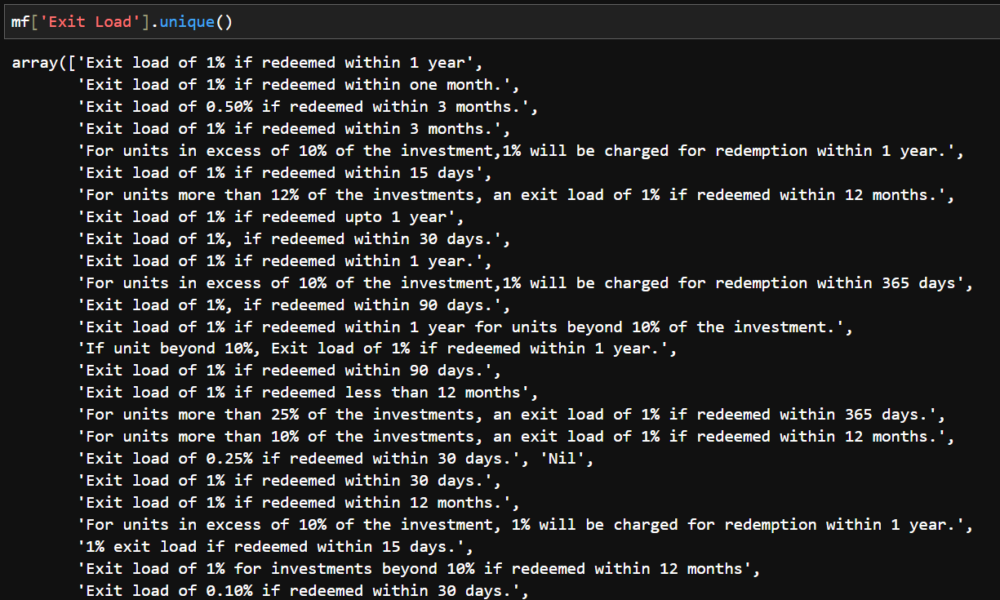 mf['Exit Load'].unique()
array(['Exit load of 1% if redeemed within 1 year',
'Exit load of 1% if redeemed within one month.',
'Exit load of 0.50% if redeemed within 3 months.',
'Exit load of 1% if redeemed within 3 months.',
'For units in excess of 10% of the investment,1% will be charged for redemption within 1 year.',
'Exit load of 1% if redeemed within 15 days',
'For units more than 12% of the investments, an exit load of 1% if redeemed within 12 months.',
'Exit load of 1% if redeemed upto 1 year',
'Exit load of 1%, if redeemed within 30 days.',
'Exit load of 1% if redeemed within 1 year.',
'For units in excess of 10% of the investment,1% will be charged for redemption within 365 days',
'Exit load of 1%, if redeemed within 90 days.',
'Exit load of 1% if redeemed within 1 year for units beyond 10% of the investment.',
'If unit beyond 10%, Exit load of 1% if redeemed within 1 year.',
'Exit load of 1% if redeemed within 90 days.',
'Exit load of 1% if redeemed less than 12 months',
'For units more than 25% of the investments, an exit load of 1% if redeemed within 365 days.',
'For units more than 10% of the investments, an exit load of 1% if redeemed within 12 months.',
'Exit load of 0.25% if redeemed within 30 days.', 'Nil',
'Exit load of 1% if redeemed within 30 days.',
'Exit load of 1% if redeemed within 12 months.',
'For units in excess of 10% of the investment, 1% will be charged for redemption within 1 year.',
'1% exit load if redeemed within 15 days.',
'Exit load of 1% for investments beyond 10% if redeemed within 12 months',
'Exit load of 0.10% if redeemed within 30 days.',